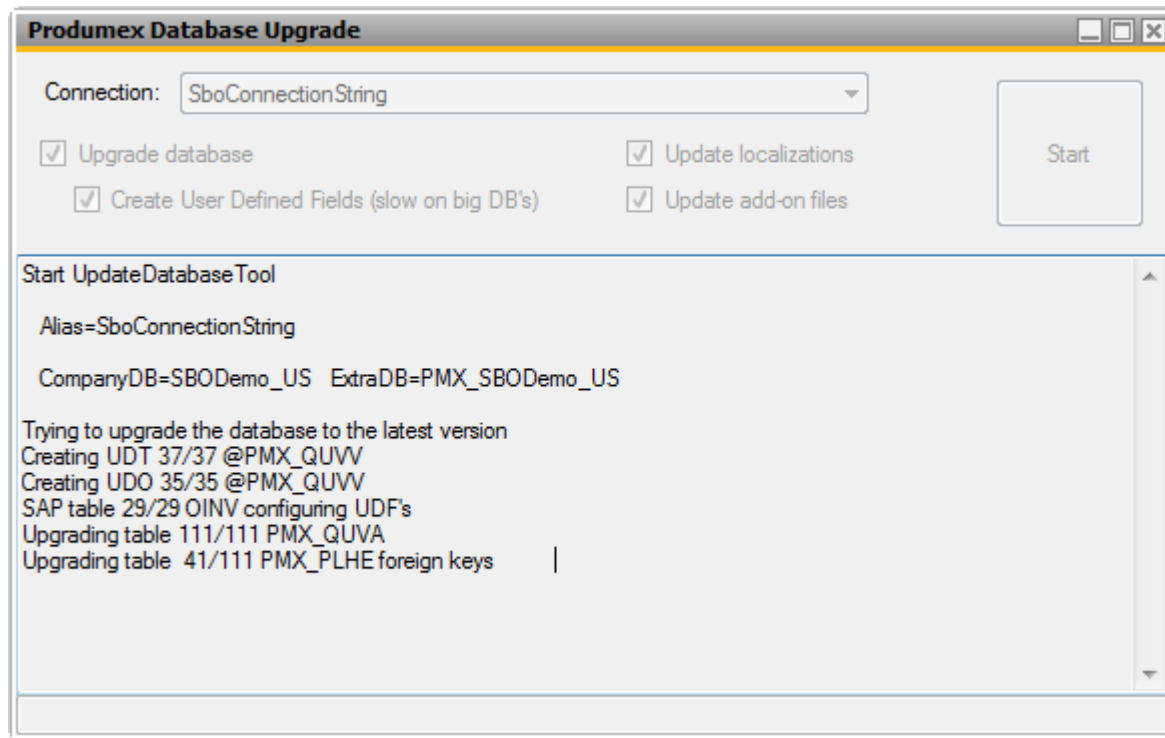 Produmex Database Upgrade
Connection: SboConnectionString
Upgrade database
Update localizations
Start
Create User Defined Fields (slow on big DB's)
Update add-on files
Start UpdateDatabaseTool
Alias=SboConnectionString
CompanyDB=SBODemo_US ExtraDB=PMX_SBODemo_US
Trying to upgrade the database to the latest version
Creating UDT 37/37 @PMX_QUVV
Creating UDO 35/35 @PMX_QUVV
SAP table 29/29 OINV configuring UDF's
Upgrading table 111/111 PMX_QUVA
Upgrading table 41/111 PMX_PLHE foreign keys